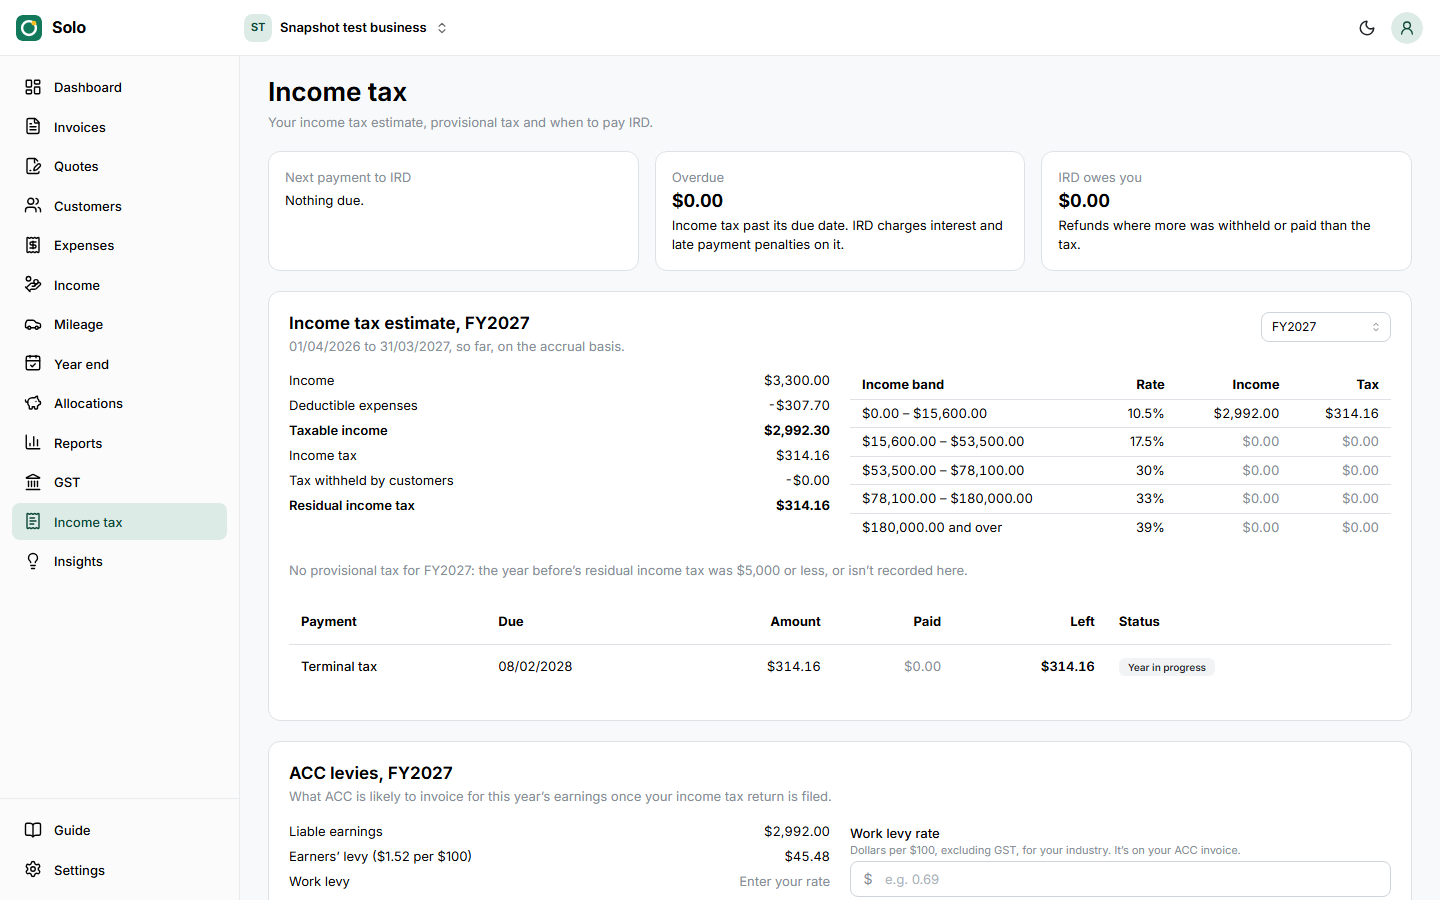 Solo
ST Snapshot test business
Dashboard
Invoices
Quotes
Customers
Expenses
Income
Mileage
Year end
Allocations
Reports
GST
Income tax
Insights
Guide
Settings
Income tax
Your income tax estimate, provisional tax and when to pay IRD.
Next payment to IRD
Nothing due.
Overdue
$0.00
Income tax past its due date. IRD charges interest and
late payment penalties on it.
IRD owes you
$0.00
Refunds where more was withheld or paid than the
tax.
Income tax estimate, FY2027
01/04/2026 to 31/03/2027, so far, on the accrual basis.
FY2027
Income $3,300.00
Deductible expenses -$307.70
Taxable income $2,992.30
Income tax $314.16
Tax withheld by customers -$0.00
Residual income tax $314.16
Income band Rate Income Tax
$0.00 – $15,600.00 10.5% $2,992.00 $314.16
$15,600.00 – $53,500.00 17.5% $0.00 $0.00
$53,500.00 – $78,100.00 30% $0.00 $0.00
$78,100.00 – $180,000.00 33% $0.00 $0.00
$180,000.00 and over 39% $0.00 $0.00
No provisional tax for FY2027: the year before’s residual income tax was $5,000 or less, or isn’t recorded here.
Payment Due Amount Paid Left Status
Terminal tax 08/02/2028 $314.16 $0.00 $314.16 Year in progress
ACC levies, FY2027
What ACC is likely to invoice for this year’s earnings once your income tax return is filed.
Liable earnings $2,992.00
Earners’ levy ($1.52 per $100) $45.48
Work levy Enter your rate
Work levy rate
Dollars per $100, excluding GST, for your industry. It’s on your ACC invoice.
$ e.g. 0.69